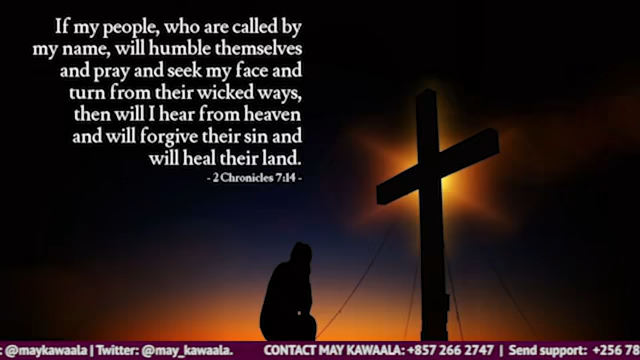 If my people, who are called by
my name, will humble themselves
and pray and seek my face and
turn from their wicked ways,
then will I hear from heaven
and will forgive their sin and
will heal their land.
- 2 Chronicles 7:14 -
: @maykawaala | Twitter: @may_kawaala. CONTACT MAY KAWAALA: +857 266 2747 | Send support: +256 78